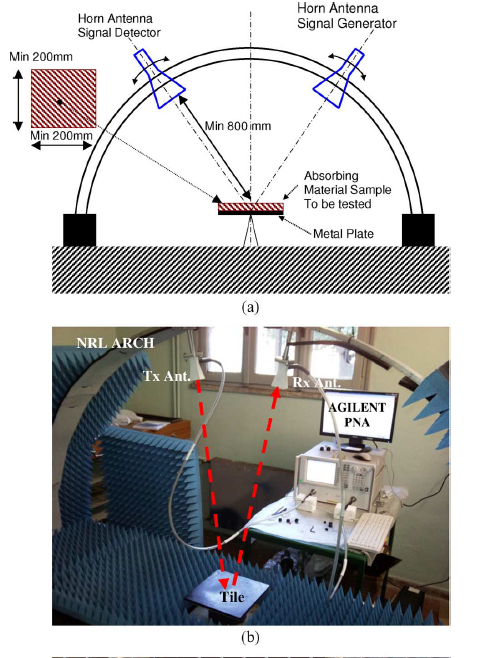 Horn Antenna
Signal Detector
Horn Antenna
Signal Generator
Min 200mm
Min 200mm
Min 800 mm
Absorbing
Material Sample
To be tested
Metal Plate
(a)
NRL ARCH
Tx Ant.
Rx Ant.
AGILENT
PNA
Tile
(b)